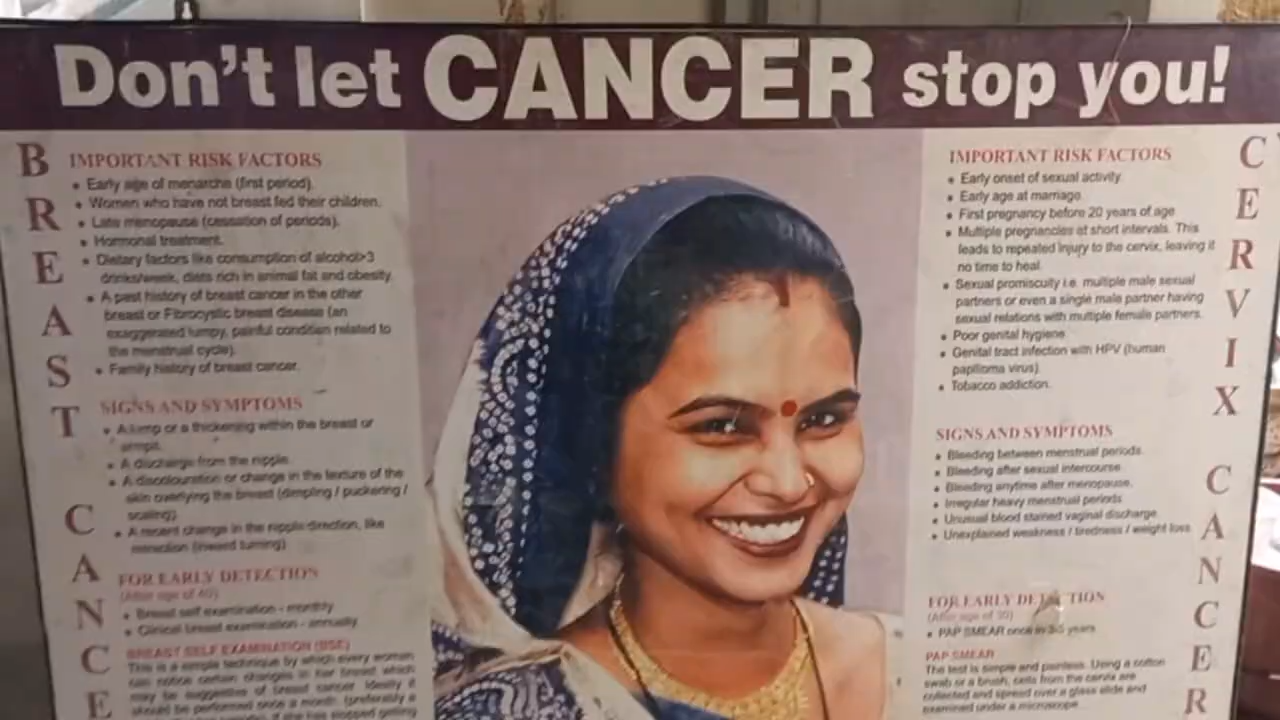 Don't let CANCER stop you!
BREAST CANCE
IMPORTANT RISK FACTORS
• Early age of menarche (first period).
• Women who have not breast fed their children.
• Late menopause (cessation of periods).
• Hormonal treatment.
• Dietary factors like consumption of alcohol>3
drinks/week, diets rich in animal fat and obesity.
• A past history of breast cancer in the other
breast or Fibrocystic breast disease (an
exaggerated lumpy, painful condition related to
the menstrual cycle).
• Family history of breast cancer.
SIGNS AND SYMPTOMS
• A lump or a thickening within the breast or
armpit.
• A discharge from the nipple.
• A discolouration or change in the texture of the
skin overlying the breast (dimpling / puckering /
scaling)
• A recent change in the nipple direction, like
retraction (inward turning)
FOR EARLY DETECTION
(After age of 40)
• Breast self examination - monthly
• Clinical breast examination - annually
BREAST SELF EXAMINATION (BSE)
This is a simple technique by which every woman
can notice certain changes in her breast which
may be suggestive of breast cancer. Ideally it
should be performed once a month (preferably a
CERVIX CANCER
IMPORTANT RISK FACTORS
• Early onset of sexual activity.
• Early age at marriage.
• First pregnancy before 20 years of age
• Multiple pregnancies at short intervals. This
leads to repeated injury to the cervix, leaving it
no time to heal.
• Sexual promiscuity i.e. multiple male sexual
partners or even a single male partner having
sexual relations with multiple female partners.
• Poor genital hygiene.
• Genital tract infection with HPV (human
papilloma virus).
• Tobacco addiction.
SIGNS AND SYMPTOMS
• Bleeding between menstrual periods.
• Bleeding after sexual intercourse.
• Bleeding anytime after menopause.
• Irregular heavy menstrual periods
• Unusual blood stained vaginal discharge.
• Unexplained weakness / tiredness / weight loss
FOR EARLY DETECTION
(After age of 30)
• PAP SMEAR once in 3-5 years
PAP SMEAR
The test is simple and painless. Using a cotton
swab or a brush, cells from the cervix are
collected and spread over a glass slide and
examined under a microscope.